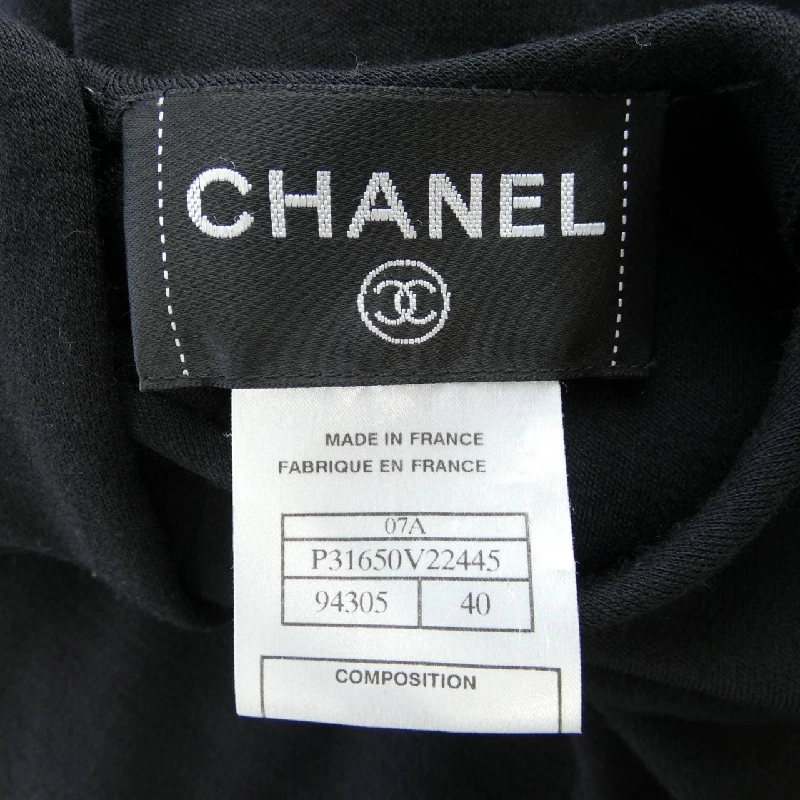 CHANEL
MADE IN FRANCE
FABRIQUE EN FRANCE
07A
P31650V22445
94305 40
COMPOSITION